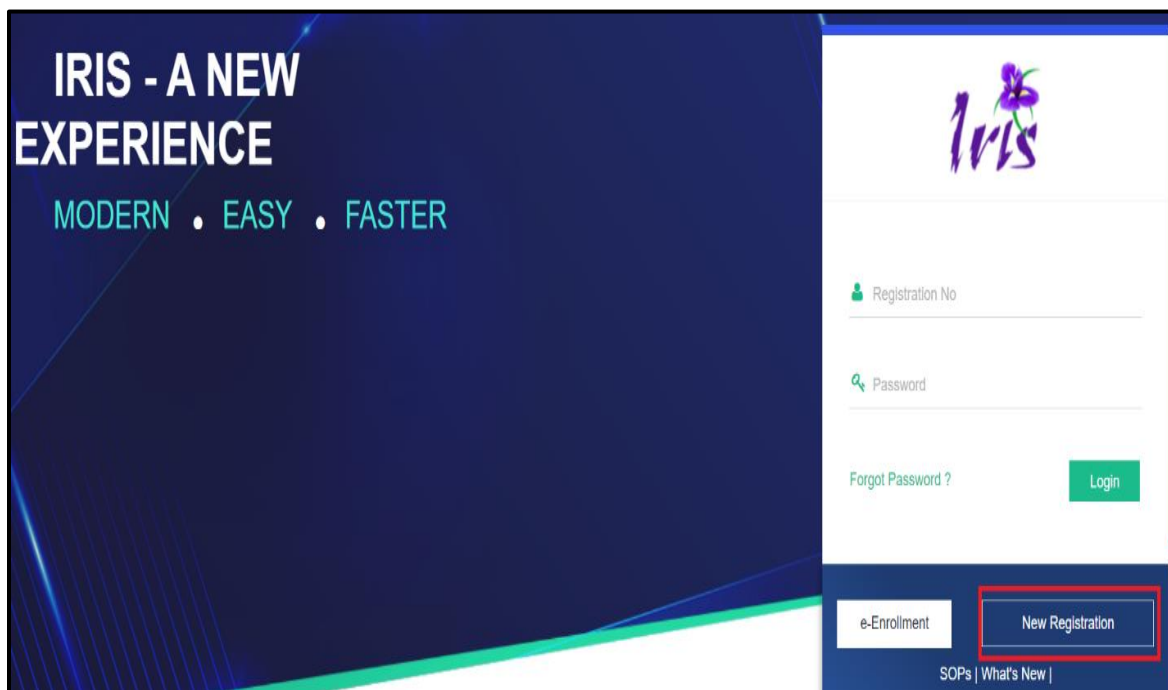 IRIS - A NEW
EXPERIENCE
MODERN . EASY . FASTER
Iris
Registration No
Password
Forgot Password ?
Login
e-Enrollment
New Registration
SOPs | What's New |